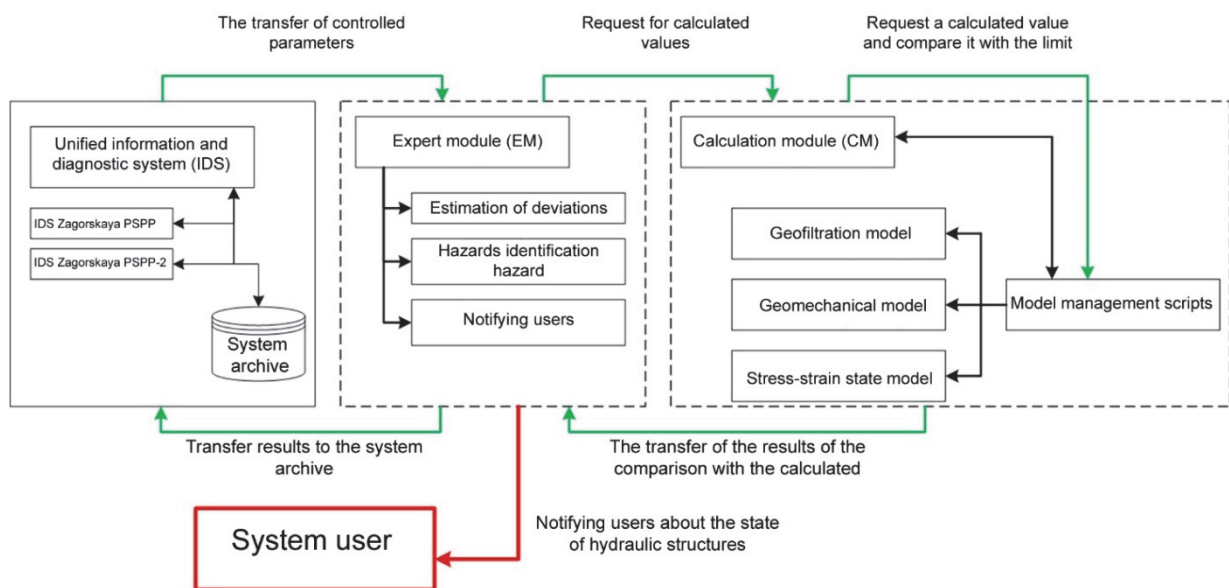 The transfer of controlled
parameters
Request for calculated
values
Request a calculated value
and compare it with the limit
Unified information and
diagnostic system (IDS)
IDS Zagorskaya PSPP
IDS Zagorskaya PSPP-2
System
archive
Expert module (EM)
Estimation of deviations
Hazards identification
hazard
Notifying users
Calculation module (CM)
Geofiltration model
Geomechanical model
Stress-strain state model
Model management scripts
Transfer results to the system
archive
The transfer of the results of the
comparison with the calculated
System user
Notifying users about the state
of hydraulic structures